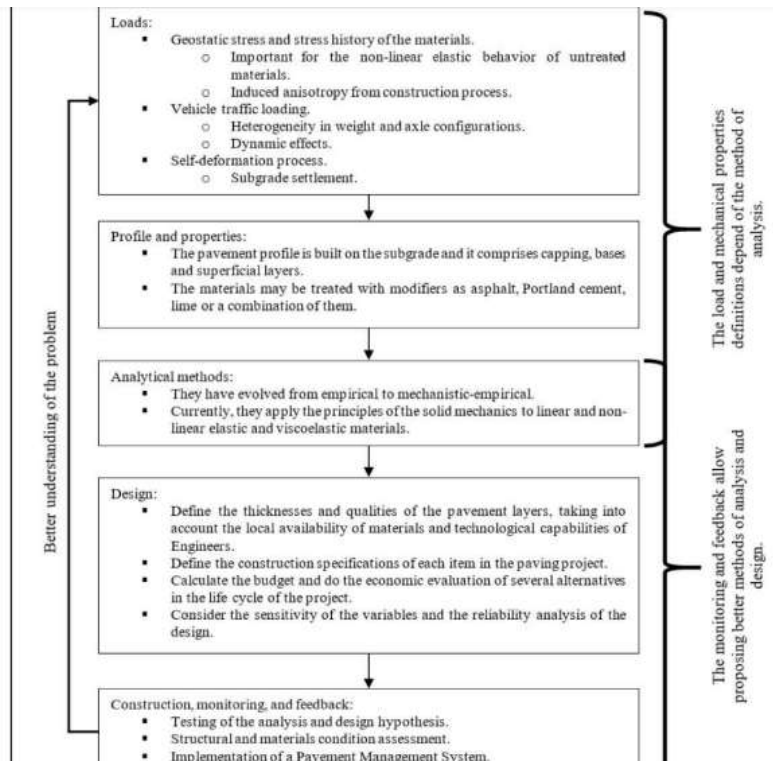 Loads:
▪ Geostatic stress and stress history of the materials.
o Important for the non-linear elastic behavior of untreated
materials.
o Induced anisotropy from construction process.
▪ Vehicle traffic loading.
o Heterogeneity in weight and axle configurations.
o Dynamic effects.
▪ Self-deformation process.
o Subgrade settlement.
Profile and properties:
▪ The pavement profile is built on the subgrade and it comprises capping, bases
and superficial layers.
▪ The materials may be treated with modifiers as asphalt, Portland cement,
lime or a combination of them.
Analytical methods:
▪ They have evolved from empirical to mechanistic-empirical.
▪ Currently, they apply the principles of the solid mechanics to linear and non-
linear elastic and viscoelastic materials.
Design:
▪ Define the thicknesses and qualities of the pavement layers, taking into
account the local availability of materials and technological capabilities of
Engineers.
▪ Define the construction specifications of each item in the paving project.
▪ Calculate the budget and do the economic evaluation of several alternatives
in the life cycle of the project.
▪ Consider the sensitivity of the variables and the reliability analysis of the
design.
Construction, monitoring, and feedback:
▪ Testing of the analysis and design hypothesis.
▪ Structural and materials condition assessment.
▪ Implementation of a Pavement Management System.
Better understanding of the problem
The load and mechanical properties
definitions depend of the method of
analysis.
The monitoring and feedback allow
proposing better methods of analysis and
design.